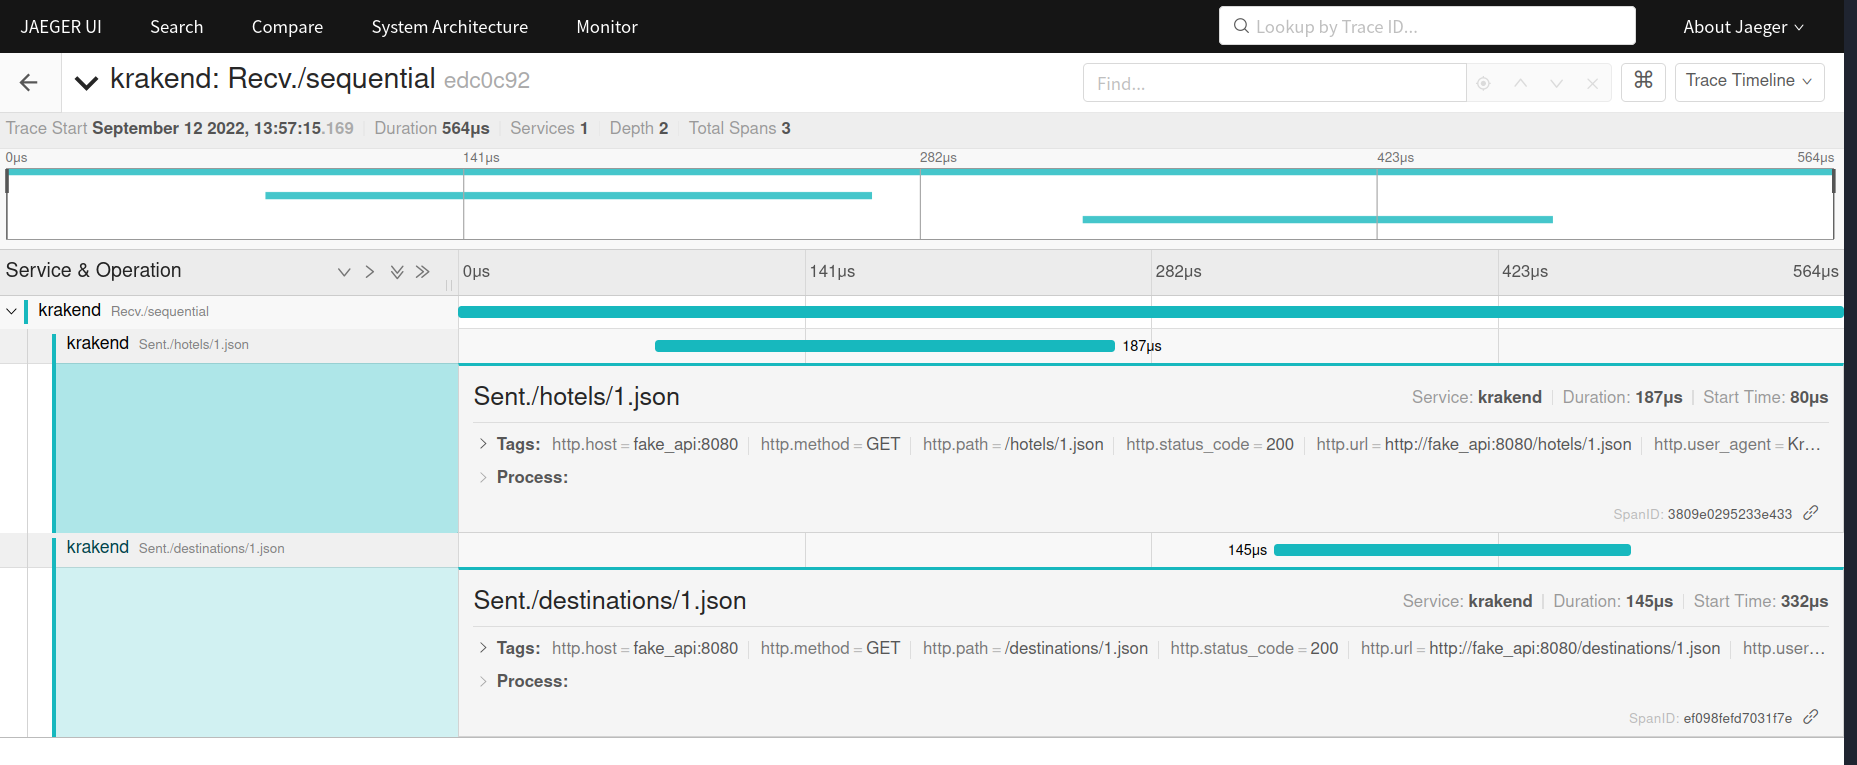 JAEGER UI Search Compare System Architecture Monitor Lookup by Trace ID... About Jaeger
krakend: Recv./sequential edc0c92 Find... ⌘ Trace Timeline
Trace Start September 12 2022, 13:57:15.169 Duration 564μs Services 1 Depth 2 Total Spans 3
0μs 141μs 282μs 423μs 564μs
Service & Operation 0μs 141μs 282μs 423μs 564μs
krakend Recv./sequential
krakend Sent./hotels/1.json 187μs
Sent./hotels/1.json Service: krakend Duration: 187μs Start Time: 80μs
Tags: http.host = fake_api:8080 http.method = GET http.path = /hotels/1.json http.status_code = 200 http.url = http://fake_api:8080/hotels/1.json http.user_agent = Kr...
Process:
SpanID: 3809e0295233e433
krakend Sent./destinations/1.json 145μs
Sent./destinations/1.json Service: krakend Duration: 145μs Start Time: 332μs
Tags: http.host = fake_api:8080 http.method = GET http.path = /destinations/1.json http.status_code = 200 http.url = http://fake_api:8080/destinations/1.json http.user...
Process:
SpanID: ef098fefd7031f7e